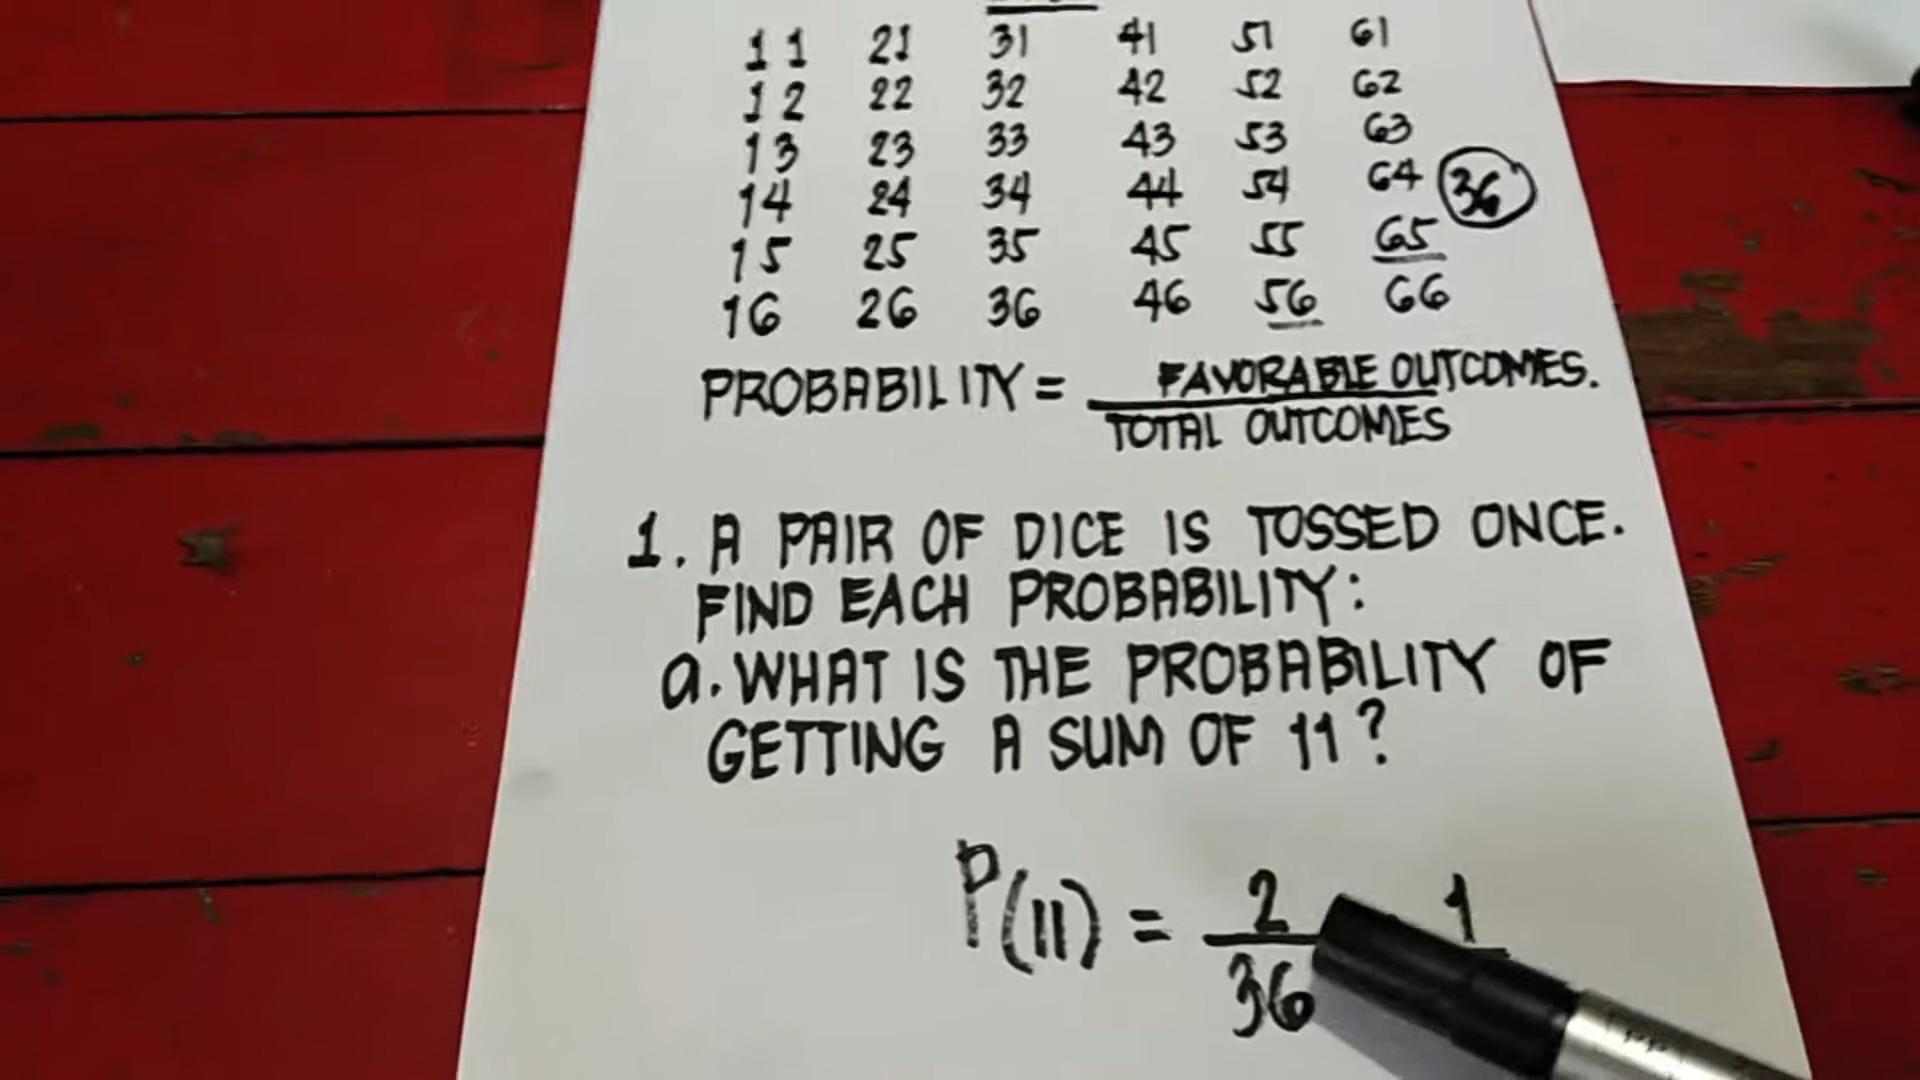 11 21 31 41 51 61
12 22 32 42 52 62
13 23 33 43 53 63
14 24 34 44 54 64 36
15 25 35 45 55 65
16 26 36 46 56 66
PROBABILITY = FAVORABLE OUTCOMES.
TOTAL OUTCOMES
1. A PAIR OF DICE IS TOSSED ONCE.
FIND EACH PROBABILITY:
a. WHAT IS THE PROBABILITY OF
GETTING A SUM OF 11?
P(11) = 2 1
36